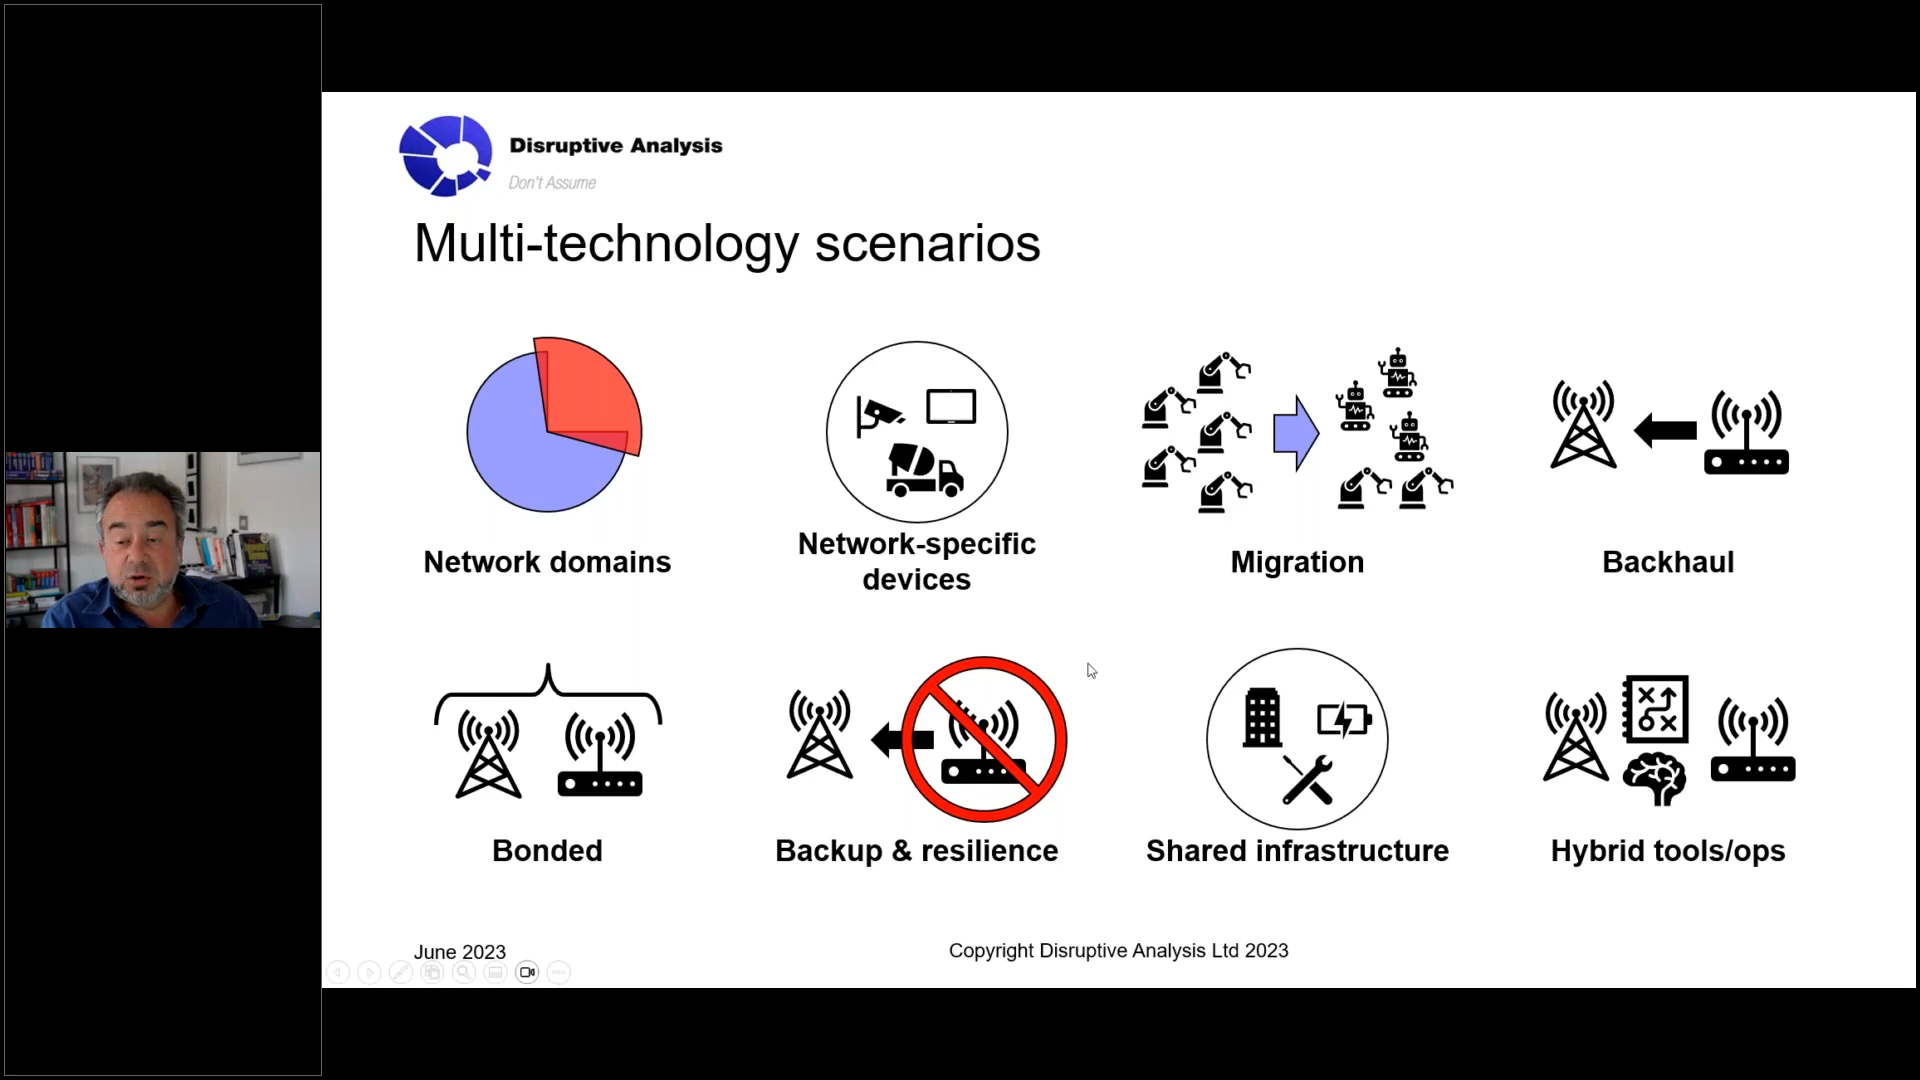 Disruptive Analysis
Don't Assume
Multi-technology scenarios
Network domains
Network-specific
devices
Migration
Backhaul
Bonded
Backup & resilience
Shared infrastructure
Hybrid tools/ops
June 2023
Copyright Disruptive Analysis Ltd 2023